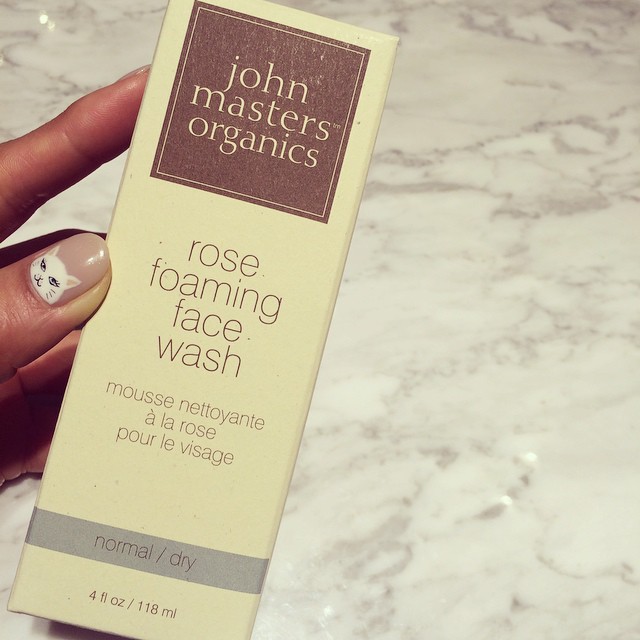 john
masters™
organics
rose
foaming
face
wash
mousse nettoyante
à la rose
pour le visage
normal / dry
4 fl oz / 118 ml